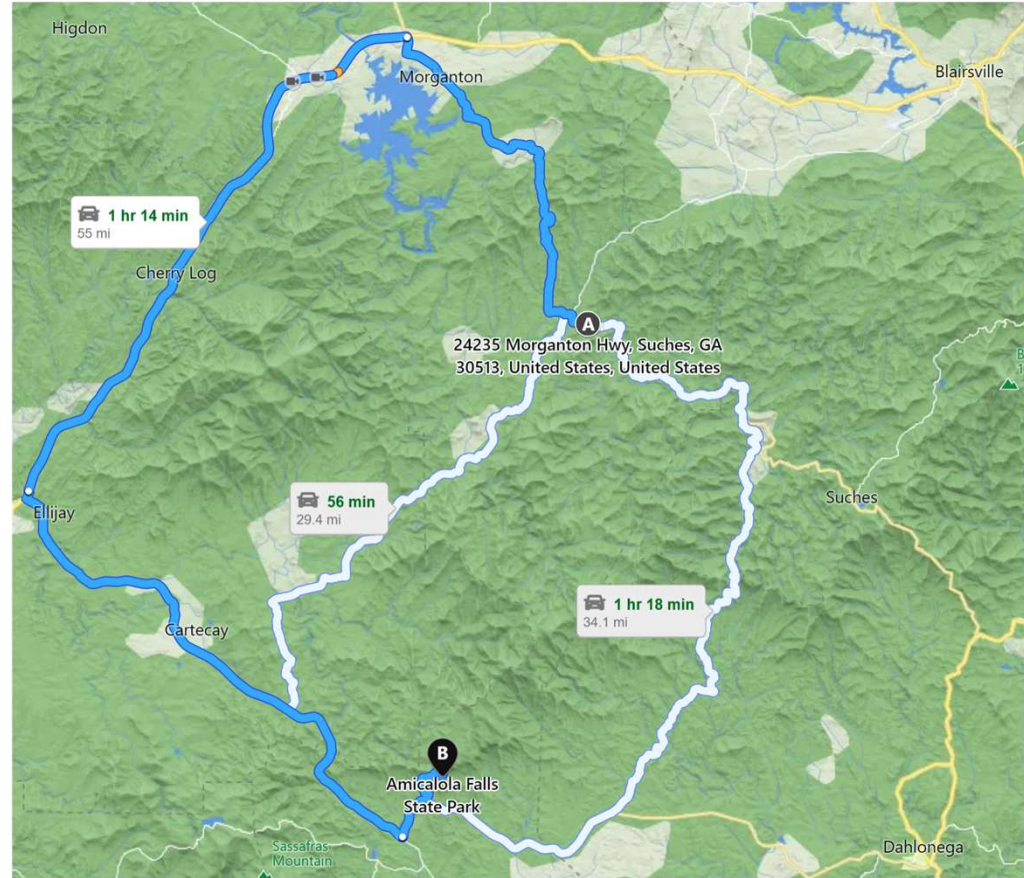 Higdon
Morganton
Blairsville
1 hr 14 min
55 mi
Cherry Log
A
24235 Morganton Hwy, Suches, GA
30513, United States, United States
56 min
29.4 mi
Suches
Ellijay
1 hr 18 min
34.1 mi
Cartecay
B
Amicalola Falls
State Park
Sassafras
Mountain
Dahlonega